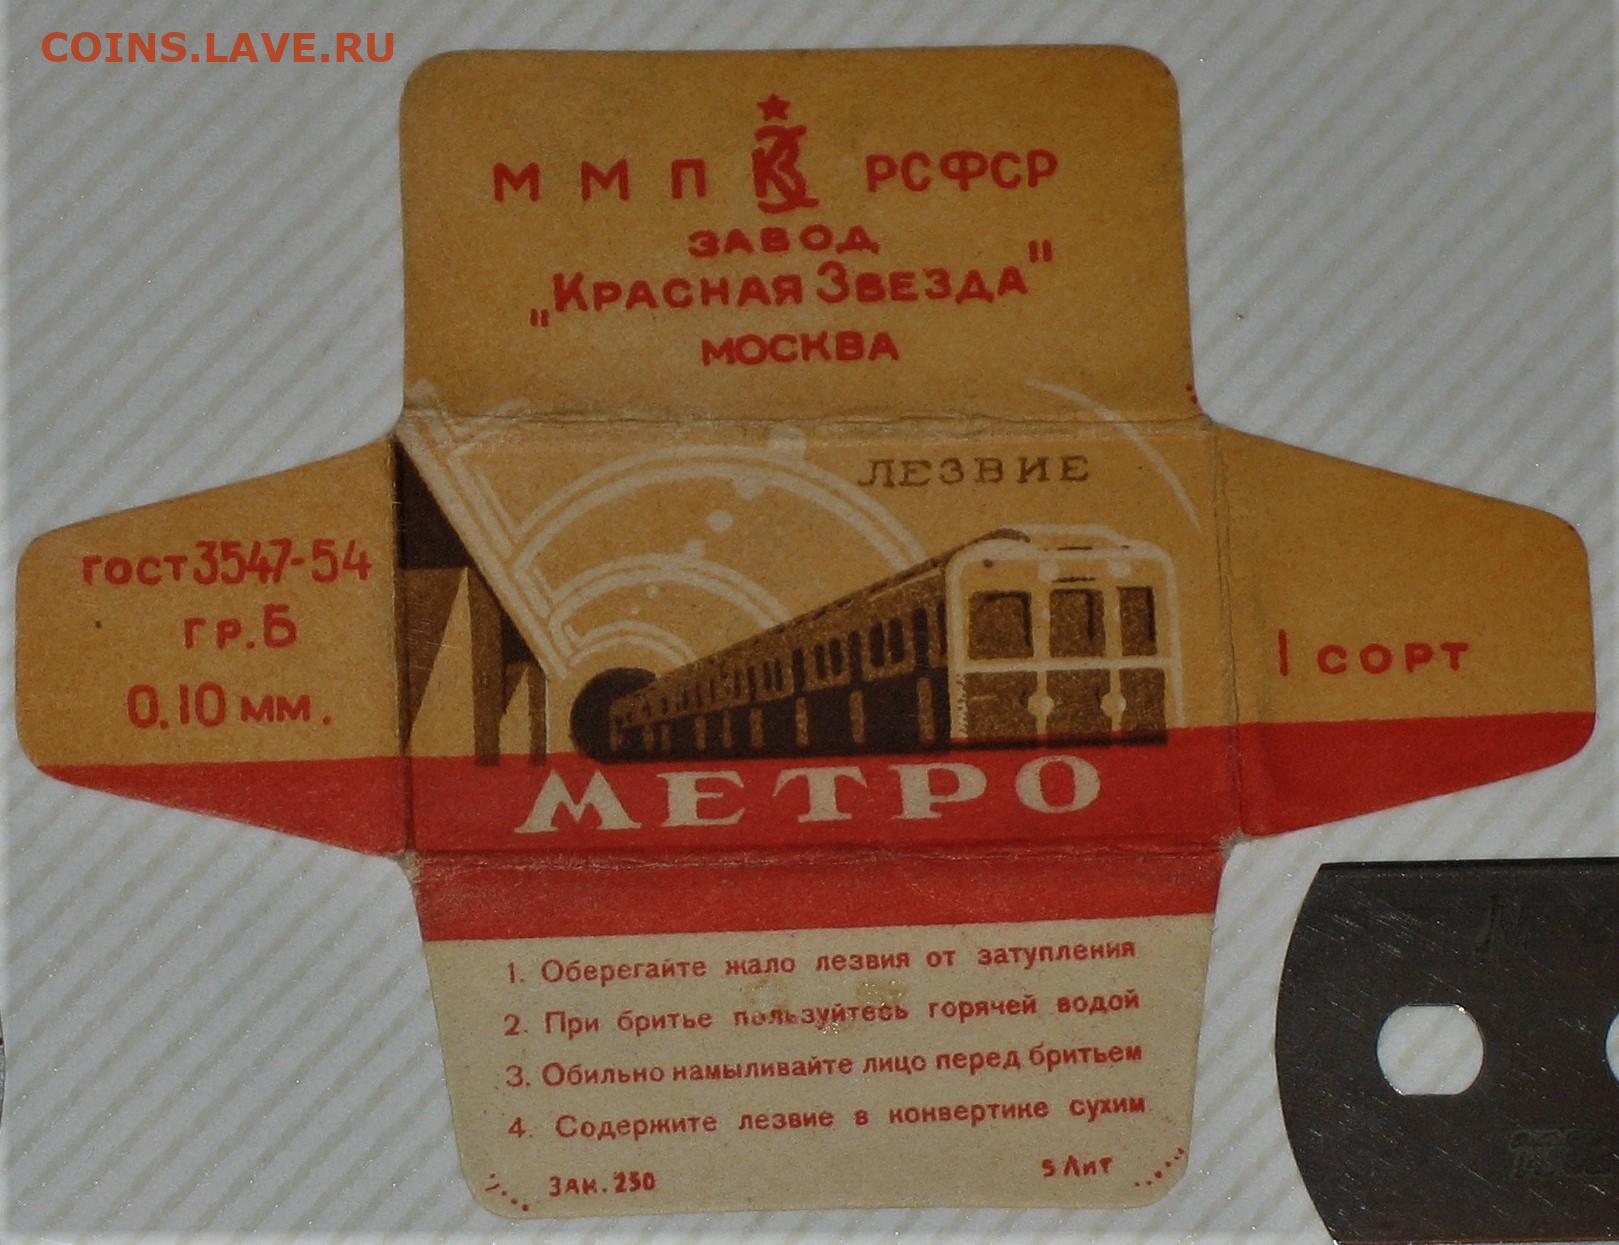 COINS.LAVE.RU
ММП КЗ РСФСР
ЗАВОД
„КРАСНАЯ ЗВЕЗДА"
МОСКВА
ЛЕЗВИЕ
ГОСТ 3547-54
ГР. Б
0,10 ММ.
1 СОРТ
МЕТРО
1. Оберегайте жало лезвия от затупления
2. При бритье пользуйтесь горячей водой
3. Обильно намыливайте лицо перед бритьем
4. Содержите лезвие в конвертике сухим
Зак. 250
5 Лит